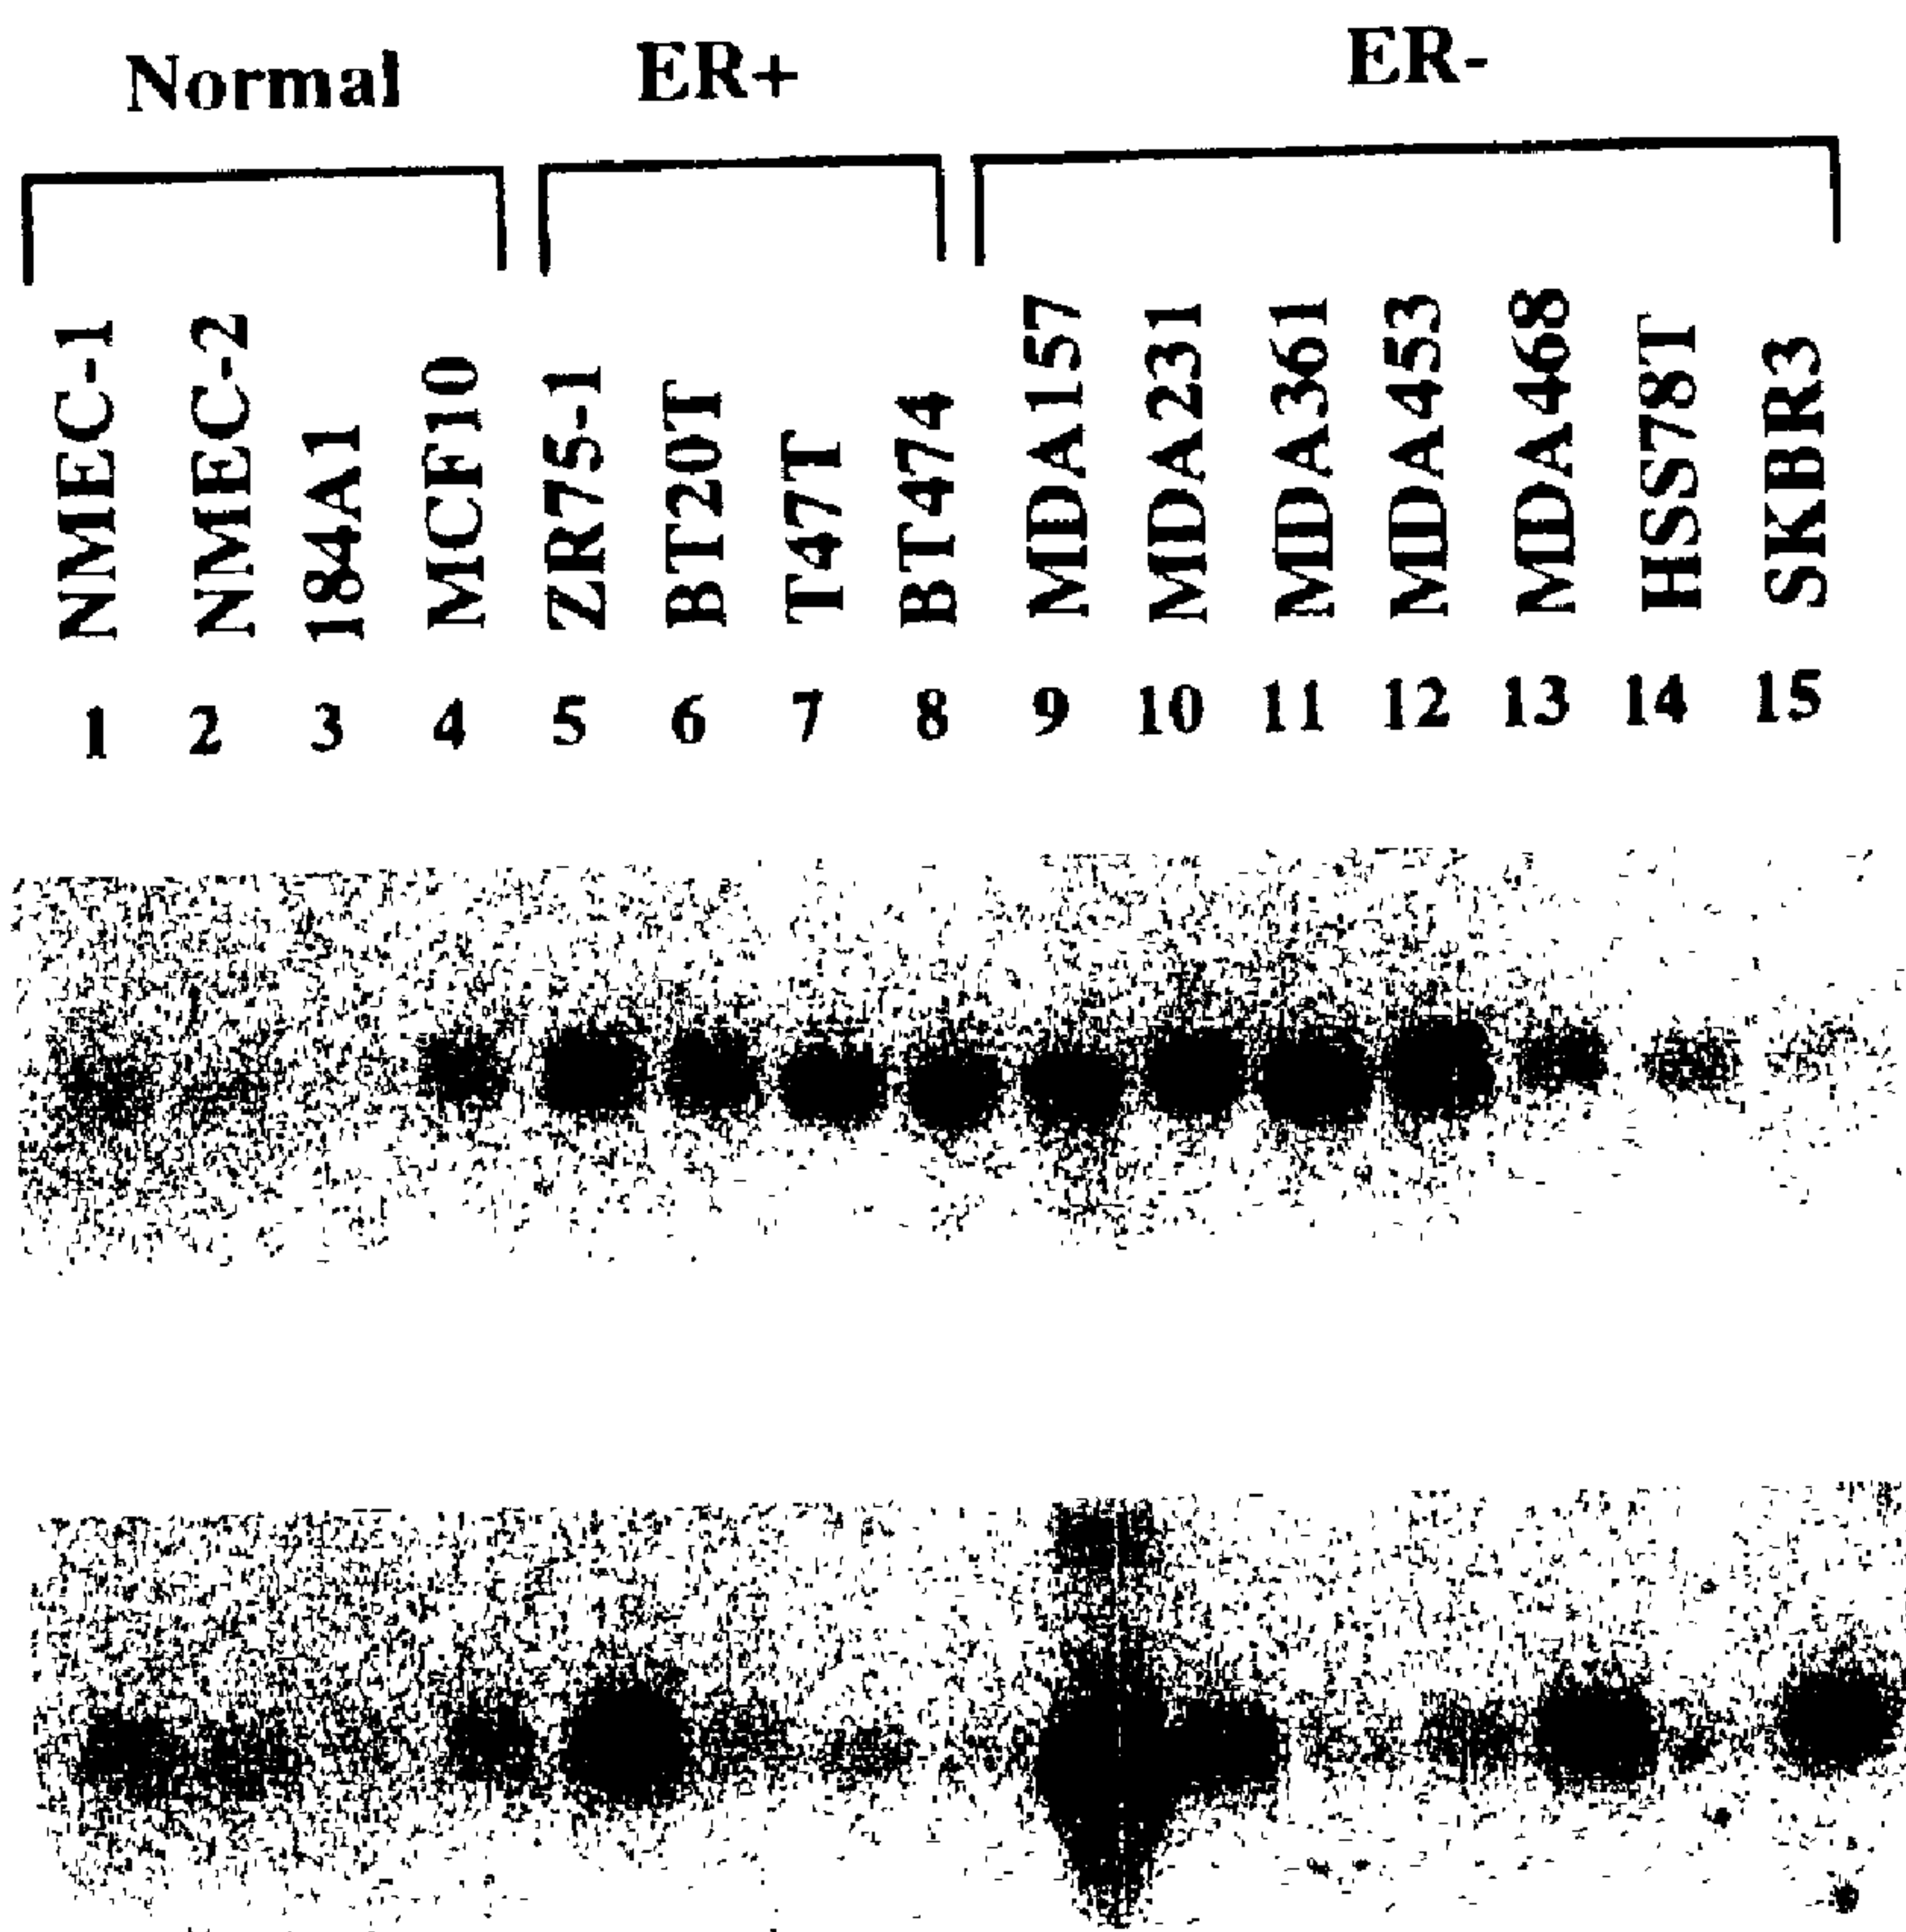 Normal ER+ ER-
NMEC-1 NMEC-2 184A1 MCF10 ZR75-1 BT20T T47T BT474 MDA157 MDA231 MDA361 MDA453 MDA468 HSS78T SKBR3
1 2 3 4 5 6 7 8 9 10 11 12 13 14 15